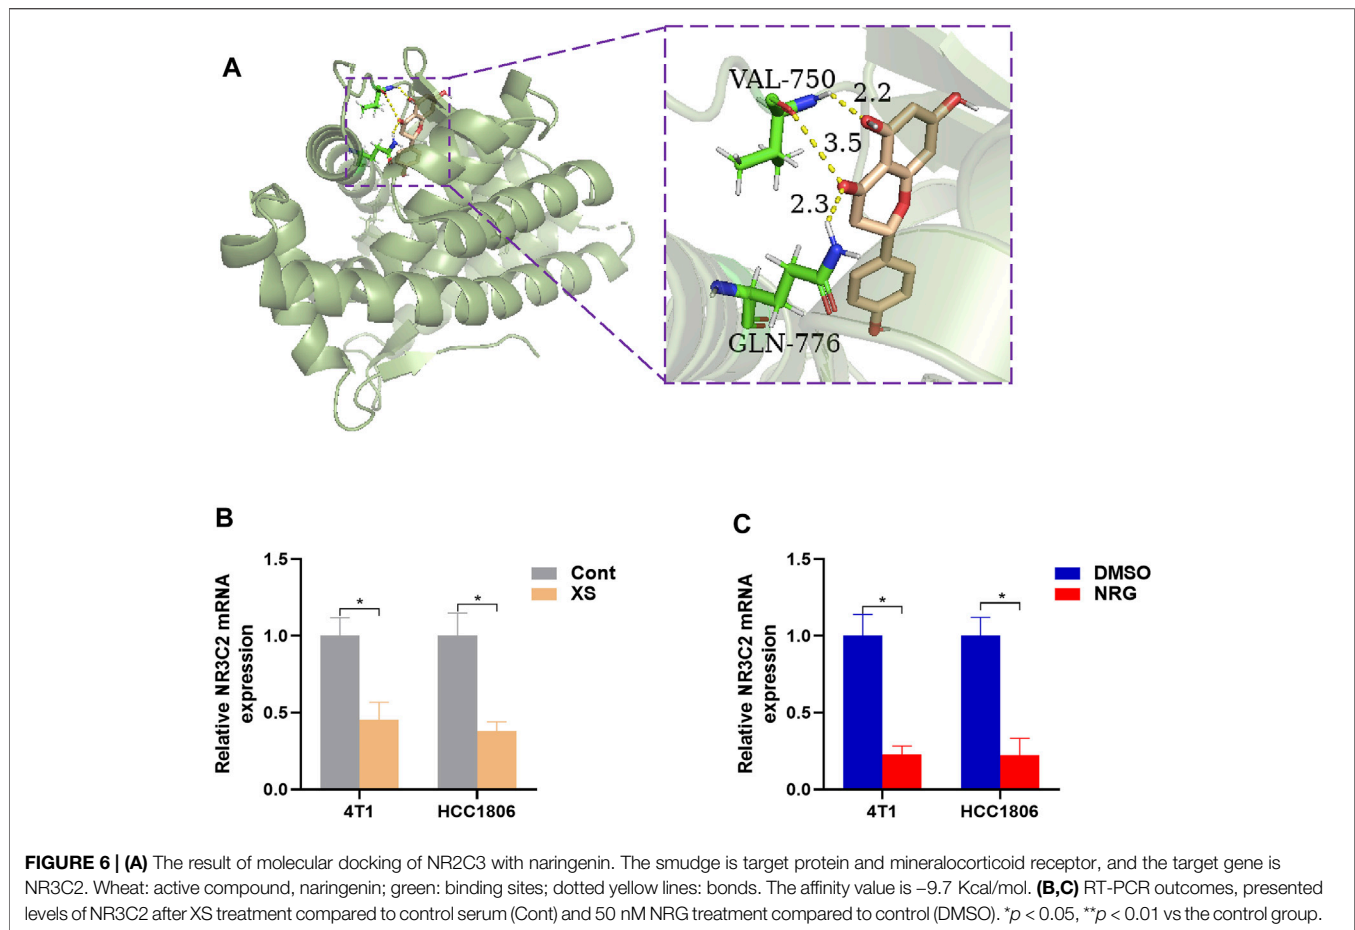 A
VAL-750
2.2
3.5
2.3
GLN-776
B
Relative NR3C2 mRNA
expression
1.5
1.0
0.5
0.0
*
*
4T1
HCC1806
Cont
XS
C
Relative NR3C2 mRNA
expression
1.5
1.0
0.5
0.0
*
*
4T1
HCC1806
DMSO
NRG
FIGURE 6 | (A) The result of molecular docking of NR2C3 with naringenin. The smudge is target protein and mineralocorticoid receptor, and the target gene is
NR3C2. Wheat: active compound, naringenin; green: binding sites; dotted yellow lines: bonds. The affinity value is −9.7 Kcal/mol. (B,C) RT-PCR outcomes, presented
levels of NR3C2 after XS treatment compared to control serum (Cont) and 50 nM NRG treatment compared to control (DMSO). *p < 0.05, **p < 0.01 vs the control group.